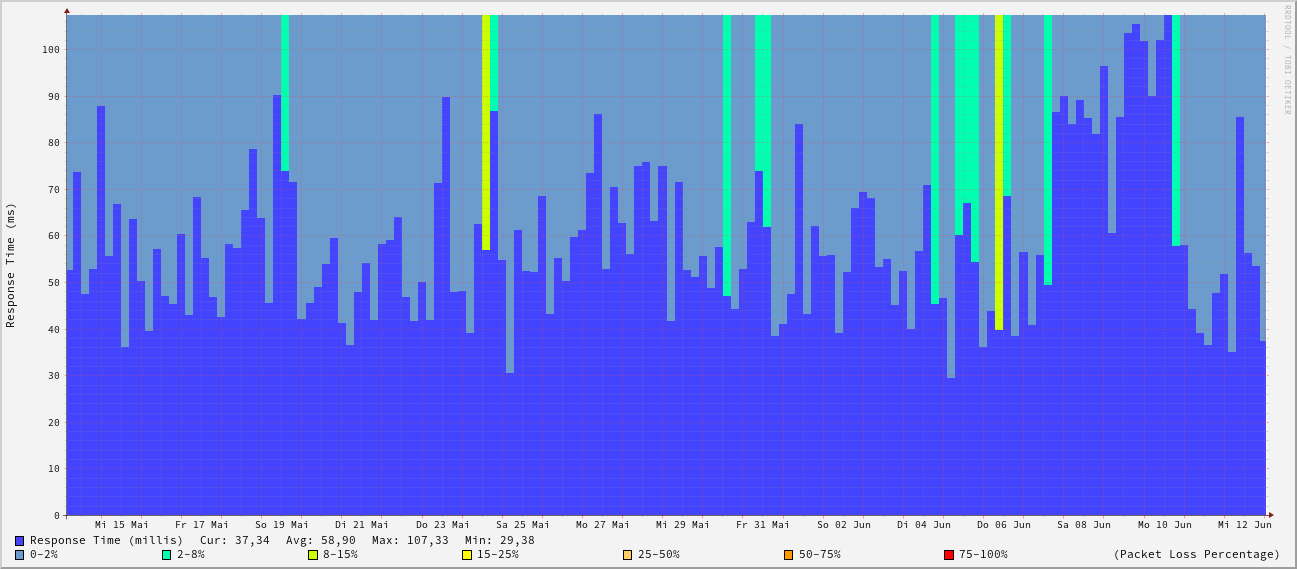 RRDTOOL / TOBI OETIKER
Response Time (ms)
100
90
80
70
60
50
40
30
20
10
0
Mi 15 Mai Fr 17 Mai So 19 Mai Di 21 Mai Do 23 Mai Sa 25 Mai Mo 27 Mai Mi 29 Mai Fr 31 Mai So 02 Jun Di 04 Jun Do 06 Jun Sa 08 Jun Mo 10 Jun Mi 12 Jun
Response Time (millis) Cur: 37,34 Avg: 58,90 Max: 107,33 Min: 29,38
0-2% 2-8% 8-15% 15-25% 25-50% 50-75% 75-100% (Packet Loss Percentage)